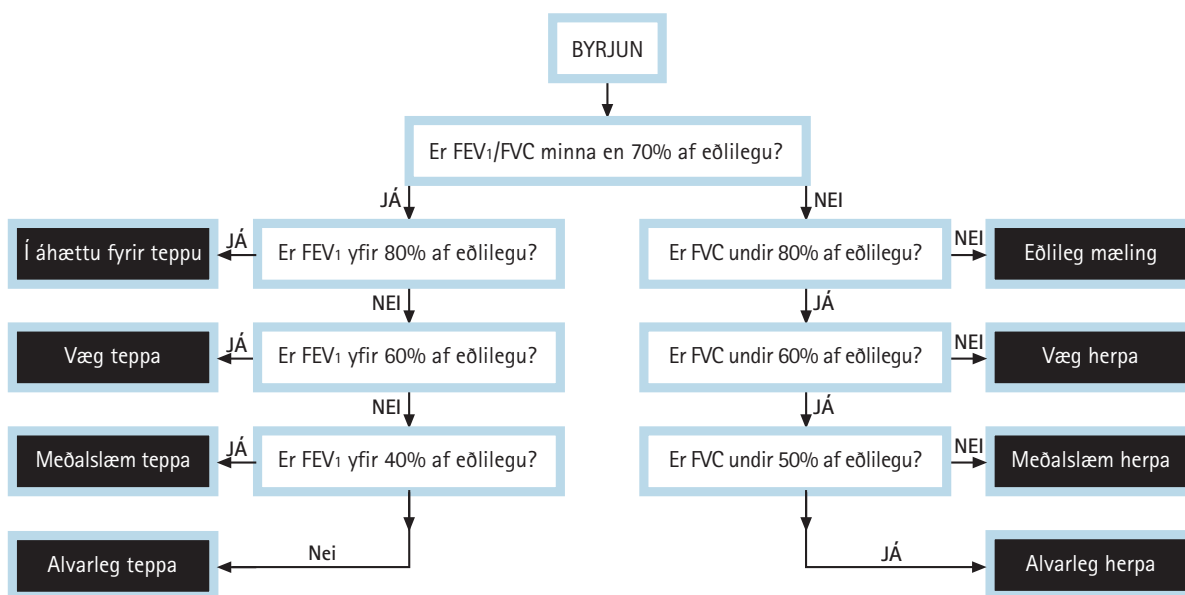 BYRJUN
Er FEV1/FVC minna en 70% af eðlilegu?
JÁ
NEI
Í áhættu fyrir teppu
JÁ
Er FEV1 yfir 80% af eðlilegu?
Er FVC undir 80% af eðlilegu?
NEI
Eðlileg mæling
NEI
JÁ
Væg teppa
JÁ
Er FEV1 yfir 60% af eðlilegu?
Er FVC undir 60% af eðlilegu?
NEI
Væg herpa
NEI
JÁ
Meðalslæm teppa
JÁ
Er FEV1 yfir 40% af eðlilegu?
Er FVC undir 50% af eðlilegu?
NEI
Meðalslæm herpa
Alvarleg teppa
Nei
JÁ
Alvarleg herpa